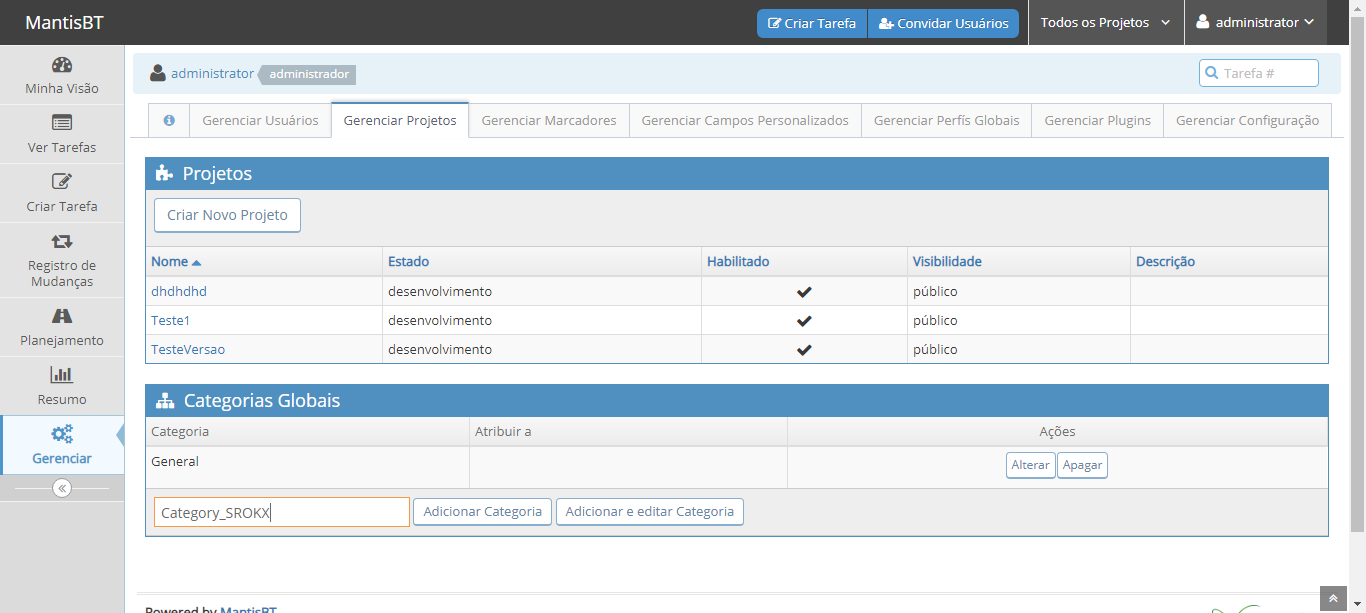 MantisBT
Criar Tarefa
Convidar Usuários
Todos os Projetos
administrator
Minha Visão
Ver Tarefas
Criar Tarefa
Registro de
Mudanças
Planejamento
Resumo
Gerenciar
administrator administrador
Tarefa #
Gerenciar Usuários
Gerenciar Projetos
Gerenciar Marcadores
Gerenciar Campos Personalizados
Gerenciar Perfís Globais
Gerenciar Plugins
Gerenciar Configuração
Projetos
Criar Novo Projeto
Nome Estado Habilitado Visibilidade Descrição
dhdhdhd desenvolvimento público
Teste1 desenvolvimento público
TesteVersao desenvolvimento público
Categorias Globais
Categoria Atribuir a Ações
General Alterar Apagar
Category_SROKX Adicionar Categoria Adicionar e editar Categoria
Powered by MantisBT